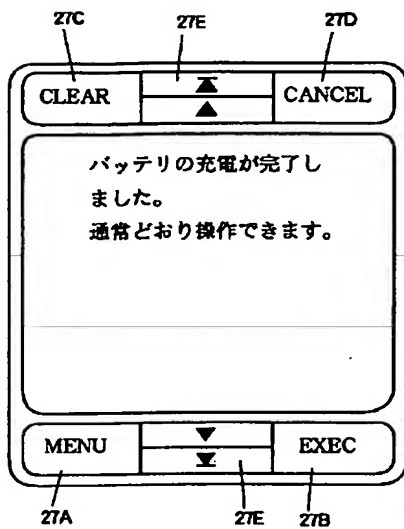 27C 27E 27D
CLEAR CANCEL
バッテリの充電が完了し
ました。
通常どおり操作できます。
MENU EXEC
27A 27E 27B